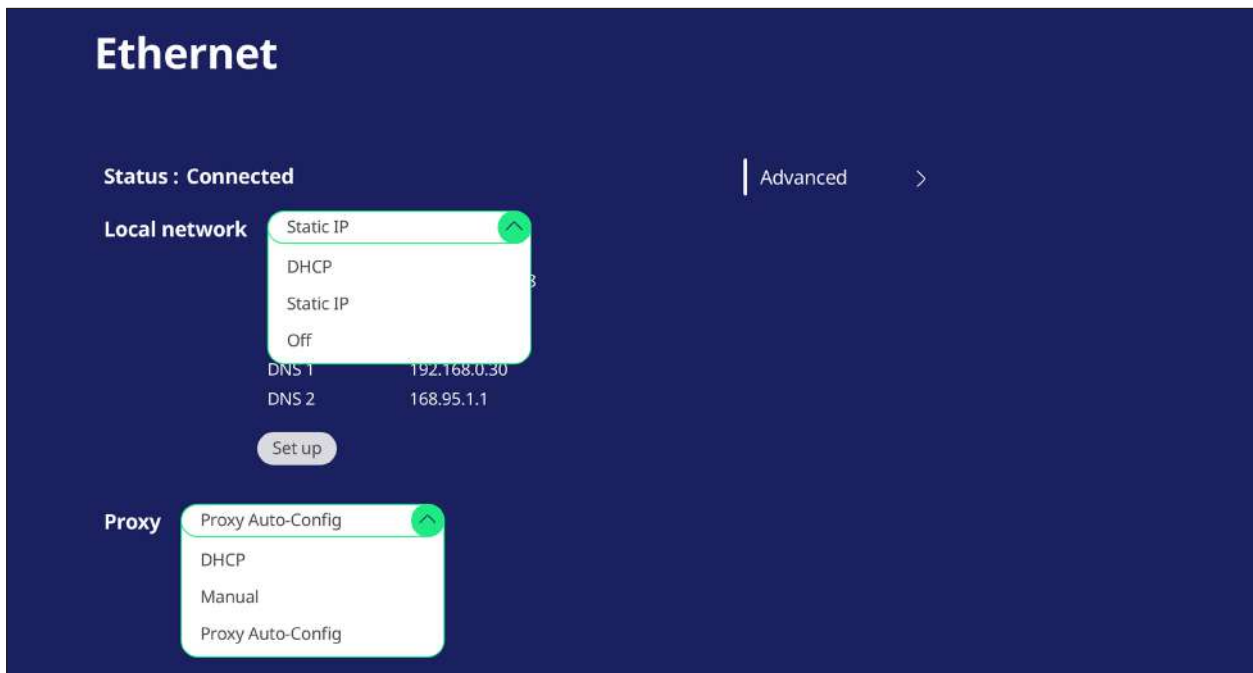 Ethernet
Status : Connected
Advanced
Local network Static IP
DHCP
Static IP
Off
DNS 1 192.168.0.30
DNS 2 168.95.1.1
Set up
Proxy Proxy Auto-Config
DHCP
Manual
Proxy Auto-Config